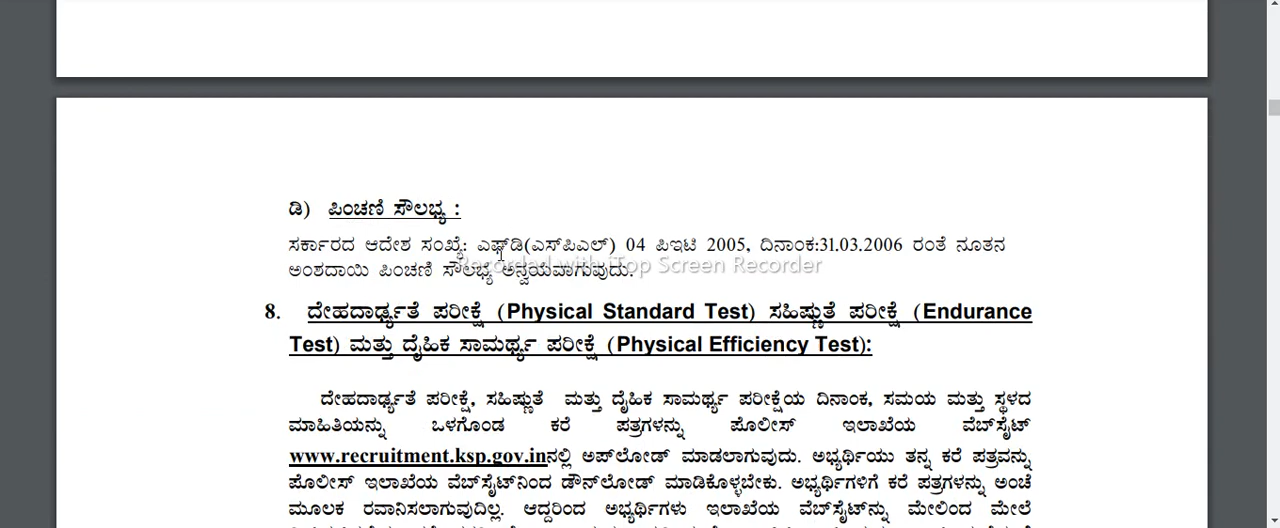 ಡಿ) ಪಿಂಚಣಿ ಸೌಲಭ್ಯ :
ಸರ್ಕಾರದ ಆದೇಶ ಸಂಖ್ಯೆ: ಎಫ್‌ಡಿ(ಎಸ್‌ಪಿಎಲ್) 04 ಪಿಇಟಿ 2005, ದಿನಾಂಕ:31.03.2006 ರಂತೆ ನೂತನ
Recorded with iTop Screen Recorder
ಅಂಶದಾಯಿ ಪಿಂಚಣಿ ಸೌಲಭ್ಯ ಅನ್ವಯವಾಗುವುದು.
8. ದೇಹದಾರ್ಢ್ಯತೆ ಪರೀಕ್ಷೆ (Physical Standard Test) ಸಹಿಷ್ಣುತೆ ಪರೀಕ್ಷೆ (Endurance
Test) ಮತ್ತು ದೈಹಿಕ ಸಾಮರ್ಥ್ಯ ಪರೀಕ್ಷೆ (Physical Efficiency Test):
ದೇಹದಾರ್ಢ್ಯತೆ ಪರೀಕ್ಷೆ, ಸಹಿಷ್ಣುತೆ ಮತ್ತು ದೈಹಿಕ ಸಾಮರ್ಥ್ಯ ಪರೀಕ್ಷೆಯ ದಿನಾಂಕ, ಸಮಯ ಮತ್ತು ಸ್ಥಳದ
ಮಾಹಿತಿಯನ್ನು ಒಳಗೊಂಡ ಕರೆ ಪತ್ರಗಳನ್ನು ಪೊಲೀಸ್ ಇಲಾಖೆಯ ವೆಬ್‌ಸೈಟ್
www.recruitment.ksp.gov.inನಲ್ಲಿ ಅಪ್‌ಲೋಡ್ ಮಾಡಲಾಗುವುದು. ಅಭ್ಯರ್ಥಿಯು ತನ್ನ ಕರೆ ಪತ್ರವನ್ನು
ಪೊಲೀಸ್ ಇಲಾಖೆಯ ವೆಬ್‌ಸೈಟ್‌ನಿಂದ ಡೌನ್‌ಲೋಡ್ ಮಾಡಿಕೊಳ್ಳಬೇಕು. ಅಭ್ಯರ್ಥಿಗಳಿಗೆ ಕರೆ ಪತ್ರಗಳನ್ನು ಅಂಚೆ
ಮೂಲಕ ರವಾನಿಸಲಾಗುವುದಿಲ್ಲ. ಆದ್ದರಿಂದ ಅಭ್ಯರ್ಥಿಗಳು ಇಲಾಖೆಯ ವೆಬ್‌ಸೈಟ್‌ನ್ನು ಮೇಲಿಂದ ಮೇಲೆ